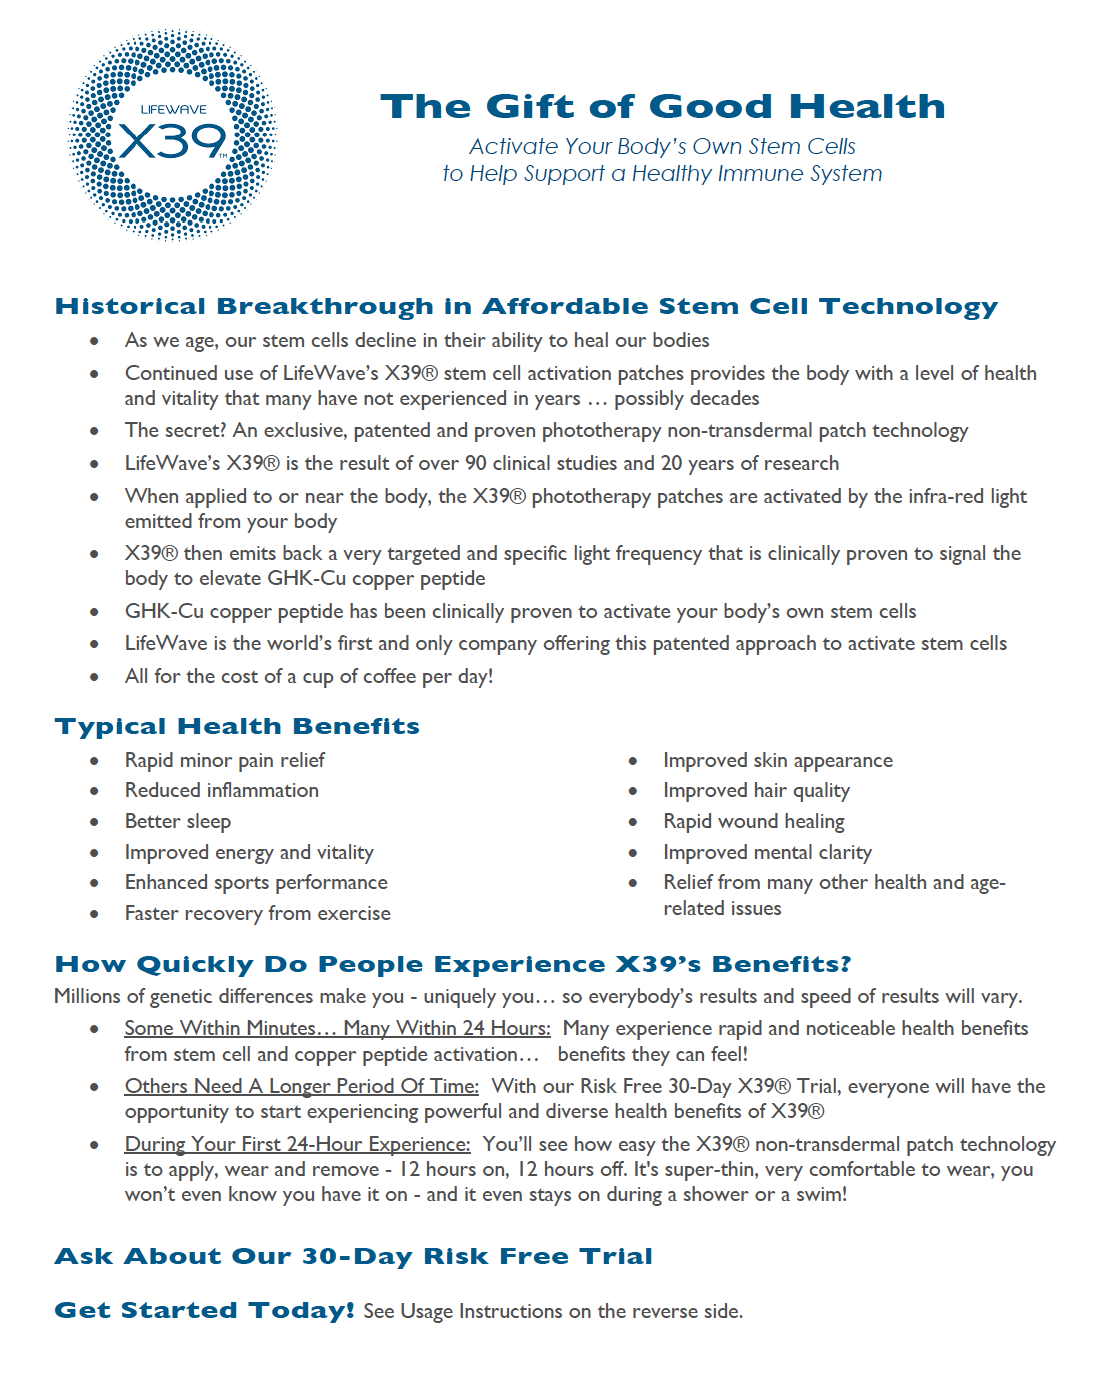 LIFEWAVE
X39™
The Gift of Good Health
Activate Your Body's Own Stem Cells
to Help Support a Healthy Immune System
Historical Breakthrough in Affordable Stem Cell Technology
• As we age, our stem cells decline in their ability to heal our bodies
• Continued use of LifeWave's X39® stem cell activation patches provides the body with a level of health
and vitality that many have not experienced in years … possibly decades
• The secret? An exclusive, patented and proven phototherapy non-transdermal patch technology
• LifeWave's X39® is the result of over 90 clinical studies and 20 years of research
• When applied to or near the body, the X39® phototherapy patches are activated by the infra-red light
emitted from your body
• X39® then emits back a very targeted and specific light frequency that is clinically proven to signal the
body to elevate GHK-Cu copper peptide
• GHK-Cu copper peptide has been clinically proven to activate your body's own stem cells
• LifeWave is the world's first and only company offering this patented approach to activate stem cells
• All for the cost of a cup of coffee per day!
Typical Health Benefits
• Rapid minor pain relief
• Reduced inflammation
• Better sleep
• Improved energy and vitality
• Enhanced sports performance
• Faster recovery from exercise
• Improved skin appearance
• Improved hair quality
• Rapid wound healing
• Improved mental clarity
• Relief from many other health and age-
related issues
How Quickly Do People Experience X39's Benefits?
Millions of genetic differences make you - uniquely you… so everybody's results and speed of results will vary.
• Some Within Minutes… Many Within 24 Hours: Many experience rapid and noticeable health benefits
from stem cell and copper peptide activation… benefits they can feel!
• Others Need A Longer Period Of Time: With our Risk Free 30-Day X39® Trial, everyone will have the
opportunity to start experiencing powerful and diverse health benefits of X39®
• During Your First 24-Hour Experience: You'll see how easy the X39® non-transdermal patch technology
is to apply, wear and remove - 12 hours on, 12 hours off. It's super-thin, very comfortable to wear, you
won't even know you have it on - and it even stays on during a shower or a swim!
Ask About Our 30-Day Risk Free Trial
Get Started Today! See Usage Instructions on the reverse side.